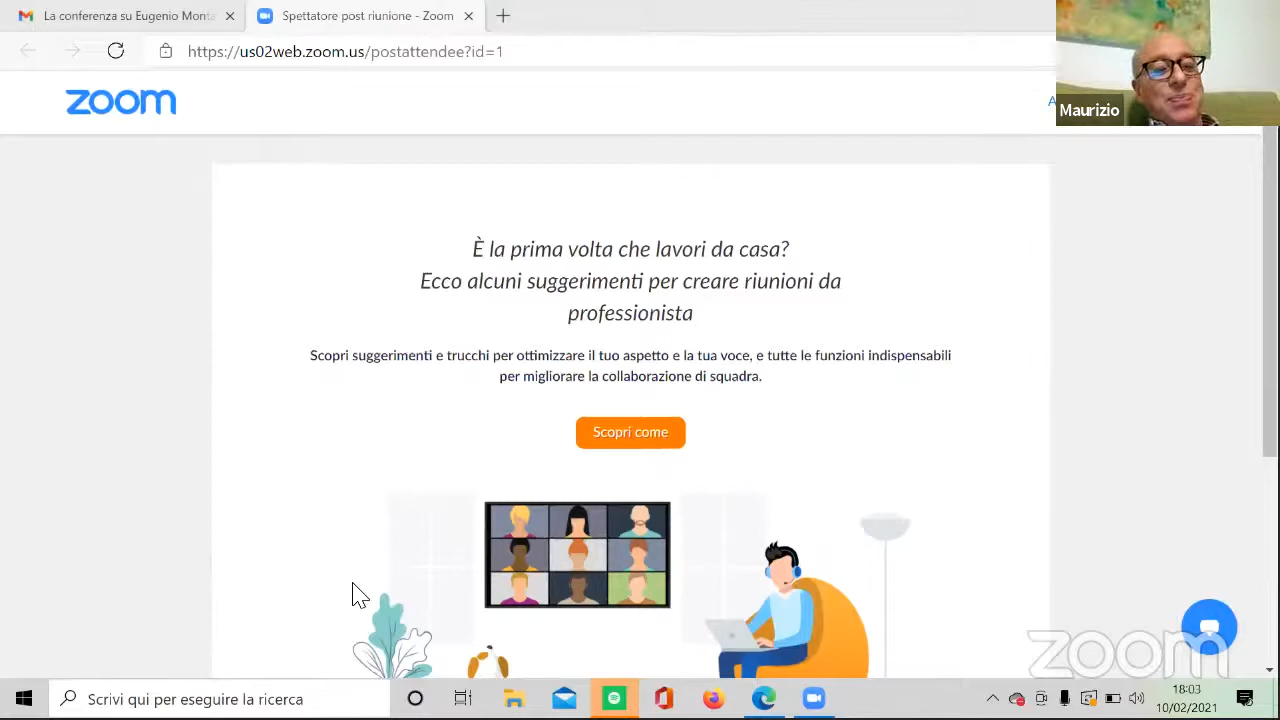 La conferenza su Eugenio Monta
Spettatore post riunione - Zoom
https://us02web.zoom.us/postattendee?id=1
zoom
A
Maurizio
È la prima volta che lavori da casa?
Ecco alcuni suggerimenti per creare riunioni da
professionista
Scopri suggerimenti e trucchi per ottimizzare il tuo aspetto e la tua voce, e tutte le funzioni indispensabili
per migliorare la collaborazione di squadra.
Scopri come
zoom
Scrivi qui per eseguire la ricerca
18:03
10/02/2021